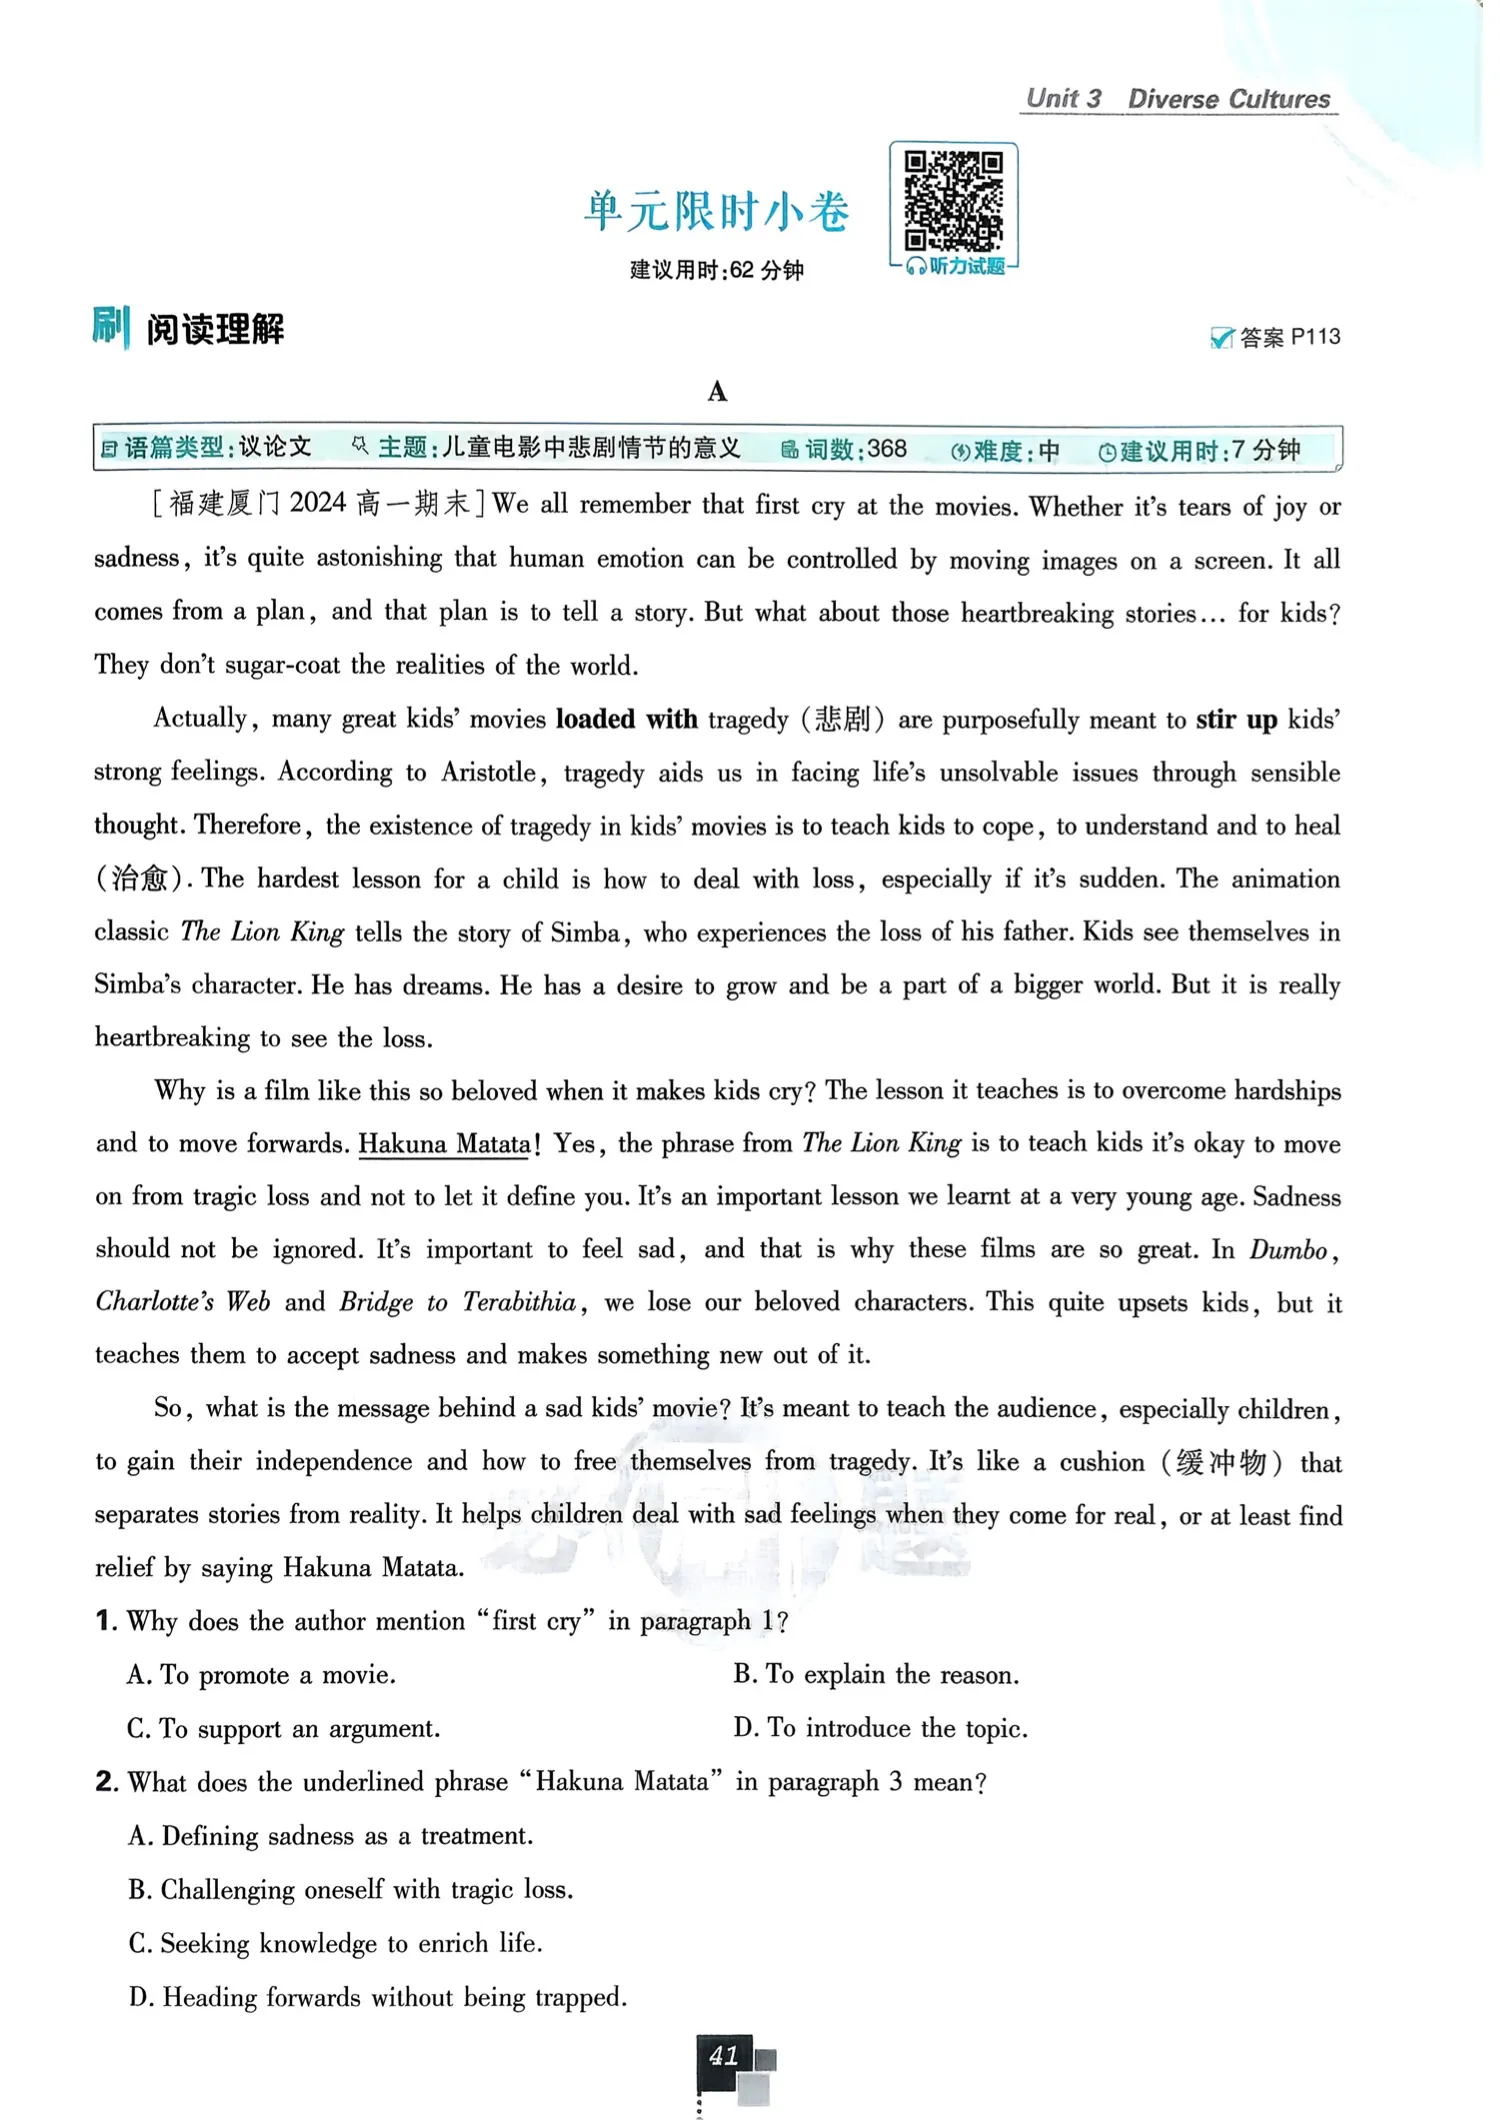 Unit 3 Diverse Cultures
单元限时小卷
听力试题
建议用时:62 分钟
刷 阅读理解
答案 P113
A
语篇类型:议论文 主题:儿童电影中悲剧情节的意义 词数:368 难度:中 建议用时:7 分钟
[福建厦门 2024 高一期末]We all remember that first cry at the movies. Whether it's tears of joy or
sadness, it's quite astonishing that human emotion can be controlled by moving images on a screen. It all
comes from a plan, and that plan is to tell a story. But what about those heartbreaking stories… for kids?
They don't sugar-coat the realities of the world.
Actually, many great kids' movies loaded with tragedy (悲剧) are purposefully meant to stir up kids'
strong feelings. According to Aristotle, tragedy aids us in facing life's unsolvable issues through sensible
thought. Therefore, the existence of tragedy in kids' movies is to teach kids to cope, to understand and to heal
(治愈). The hardest lesson for a child is how to deal with loss, especially if it's sudden. The animation
classic The Lion King tells the story of Simba, who experiences the loss of his father. Kids see themselves in
Simba's character. He has dreams. He has a desire to grow and be a part of a bigger world. But it is really
heartbreaking to see the loss.
Why is a film like this so beloved when it makes kids cry? The lesson it teaches is to overcome hardships
and to move forwards. Hakuna Matata! Yes, the phrase from The Lion King is to teach kids it's okay to move
on from tragic loss and not to let it define you. It's an important lesson we learnt at a very young age. Sadness
should not be ignored. It's important to feel sad, and that is why these films are so great. In Dumbo,
Charlotte's Web and Bridge to Terabithia, we lose our beloved characters. This quite upsets kids, but it
teaches them to accept sadness and makes something new out of it.
So, what is the message behind a sad kids' movie? It's meant to teach the audience, especially children,
to gain their independence and how to free themselves from tragedy. It's like a cushion (缓冲物) that
separates stories from reality. It helps children deal with sad feelings when they come for real, or at least find
relief by saying Hakuna Matata.
1. Why does the author mention “first cry” in paragraph 1?
A. To promote a movie. B. To explain the reason.
C. To support an argument. D. To introduce the topic.
2. What does the underlined phrase “Hakuna Matata” in paragraph 3 mean?
A. Defining sadness as a treatment.
B. Challenging oneself with tragic loss.
C. Seeking knowledge to enrich life.
D. Heading forwards without being trapped.
41